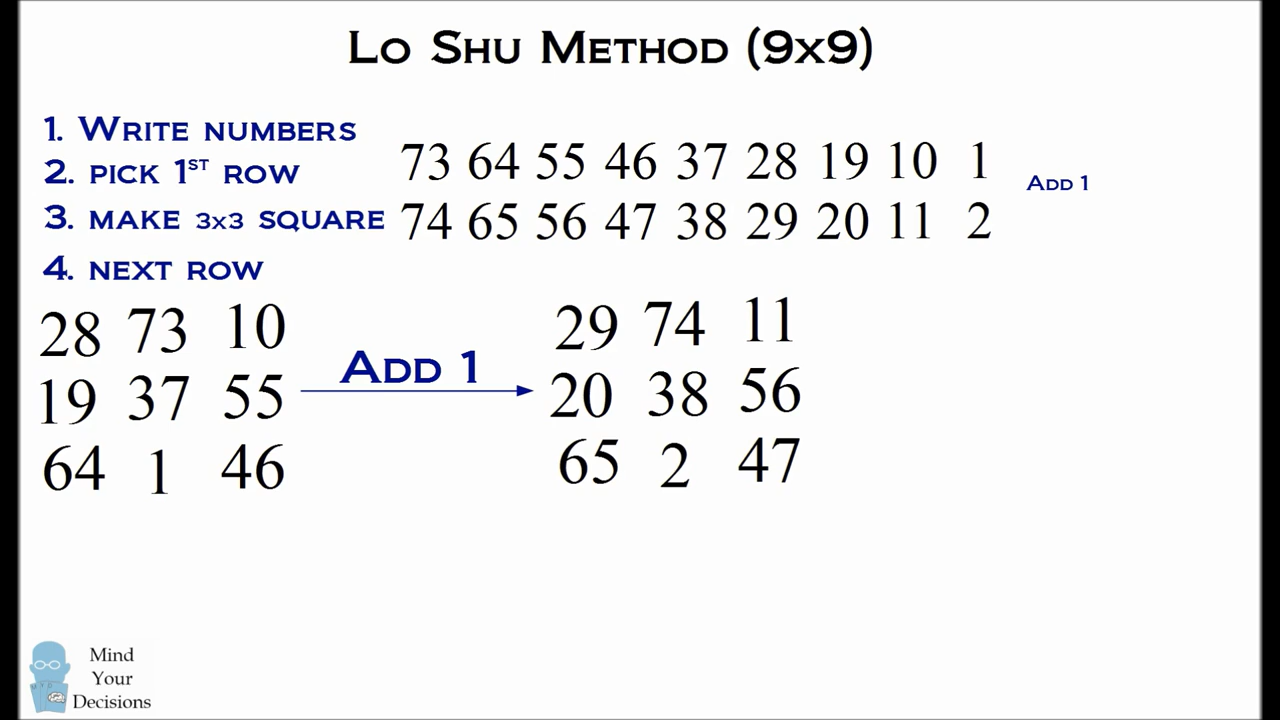 Lo Shu Method (9x9)
1. Write numbers
2. pick 1st row
3. make 3x3 square
4. next row
73 64 55 46 37 28 19 10 1
Add 1
74 65 56 47 38 29 20 11 2
28 73 10
19 37 55
64 1 46
Add 1
29 74 11
20 38 56
65 2 47
Mind
Your
Decisions